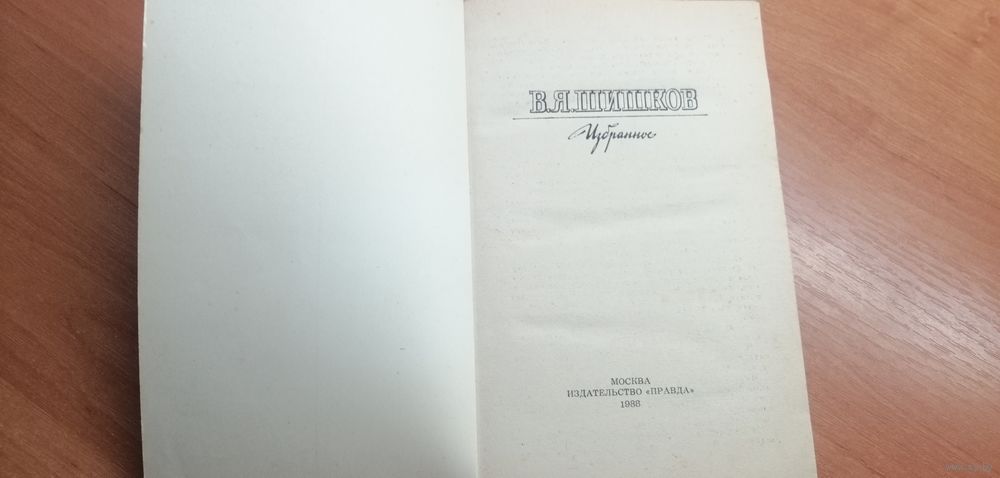 В.Я.ШИШКОВ
Избранное
МОСКВА
ИЗДАТЕЛЬСТВО «ПРАВДА»
1988